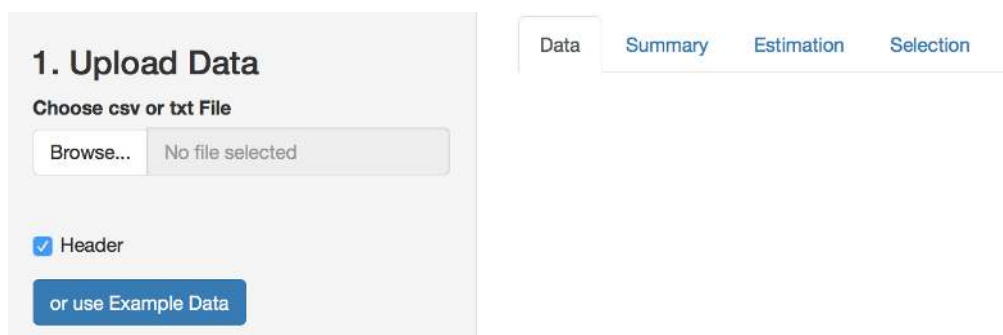 1. Upload Data
Choose csv or txt File
Browse... No file selected
Header
or use Example Data
Data Summary Estimation Selection